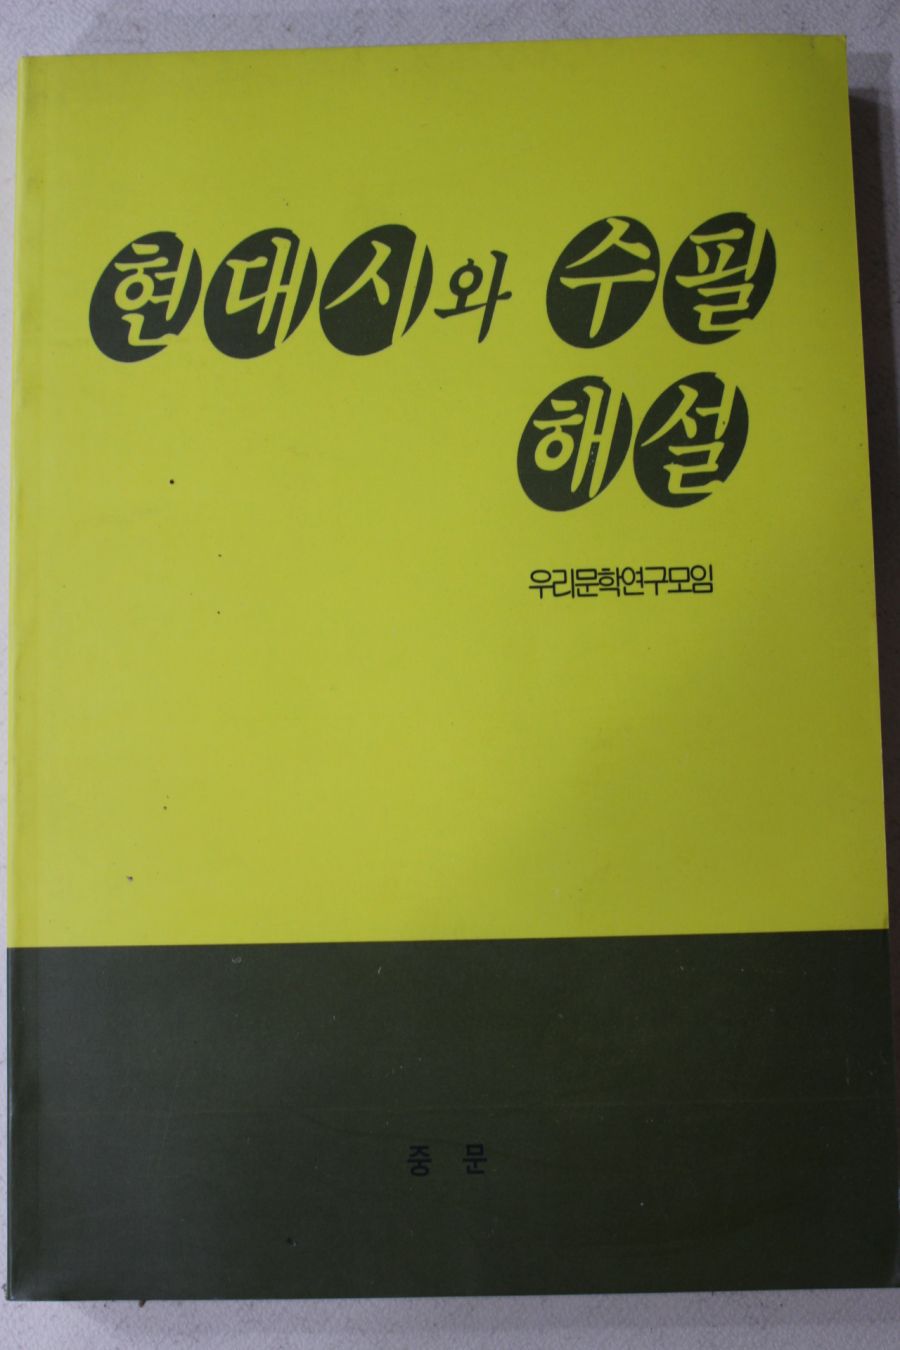 현대시와 수필
해설
우리문학연구모임
중 문